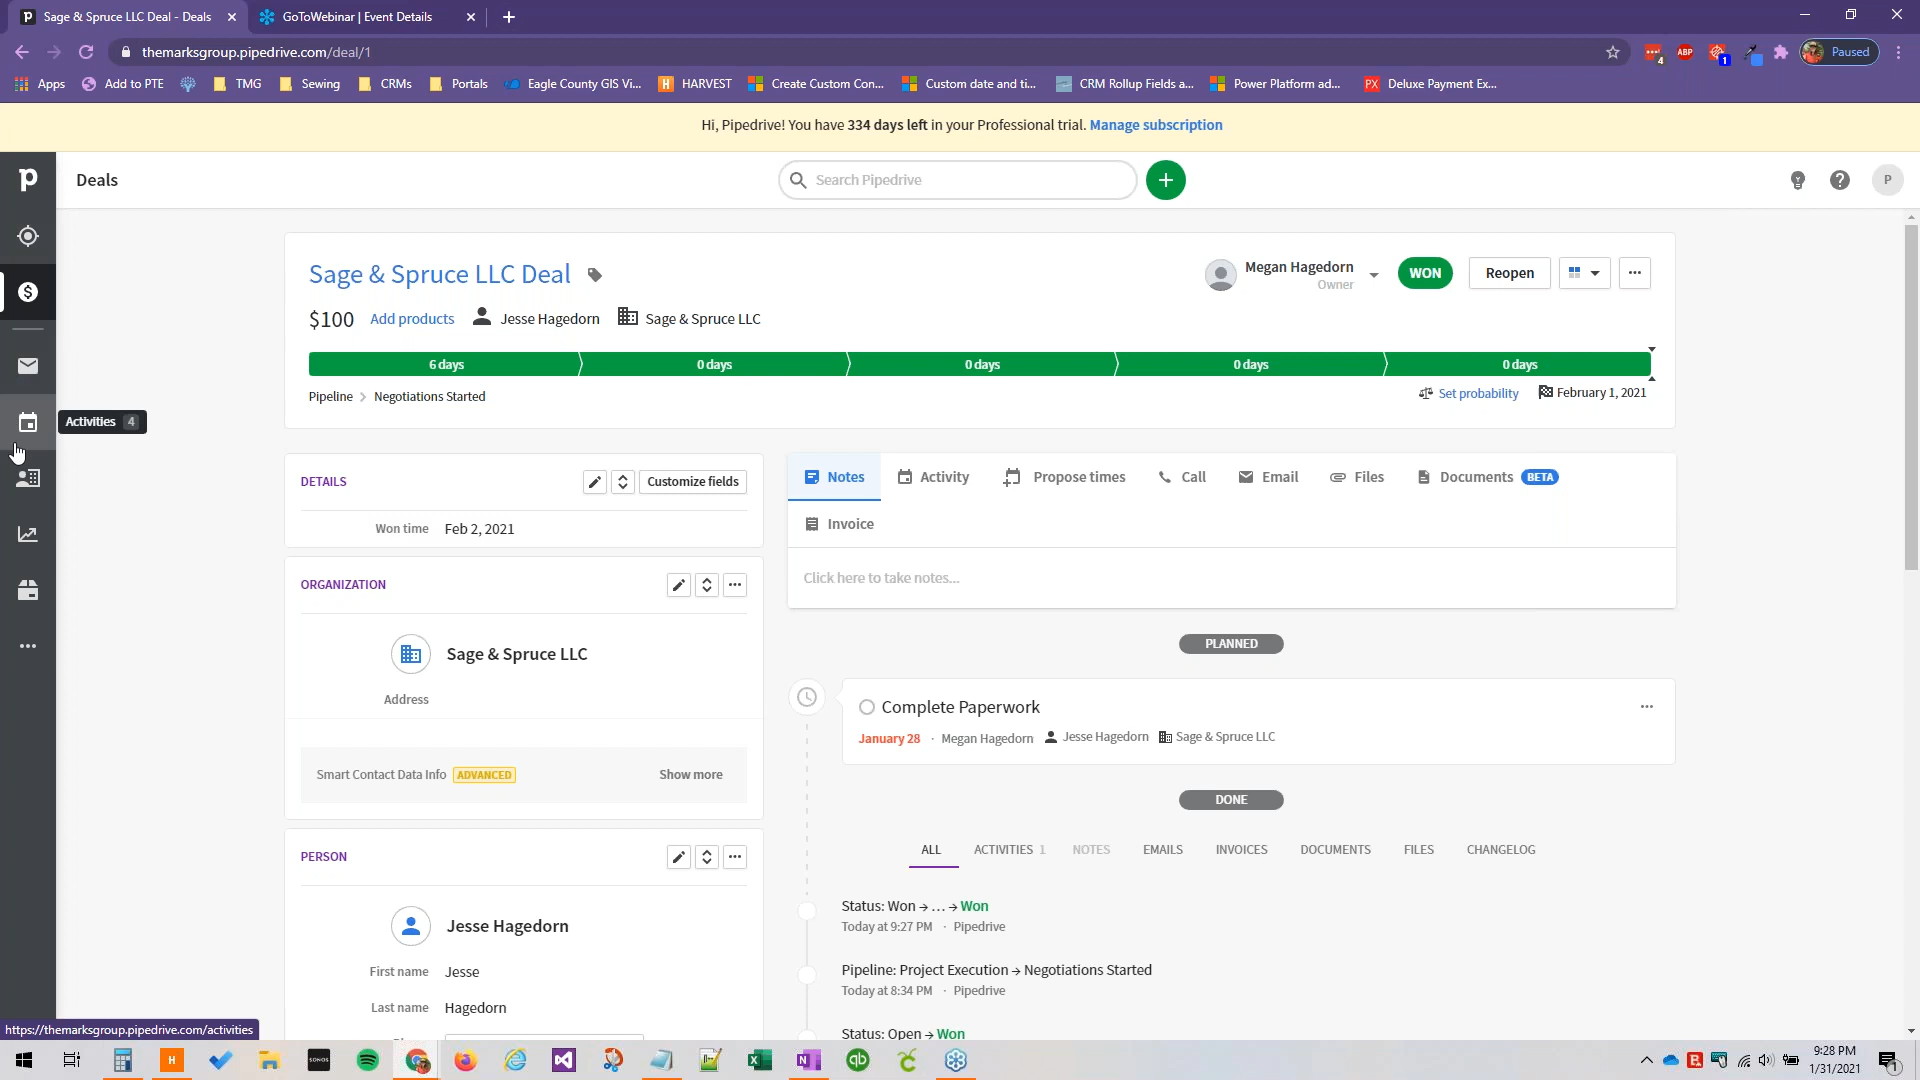 Sage & Spruce LLC Deal - Deals
GoToWebinar | Event Details
themarksgroup.pipedrive.com/deal/1
4
ABP
1
Paused
Apps
Add to PTE
TMG
Sewing
CRMs
Portals
Eagle County GIS Vi...
H HARVEST
Create Custom Con...
Custom date and ti...
CRM Rollup Fields a...
Power Platform ad...
PX Deluxe Payment Ex...
Hi, Pipedrive! You have 334 days left in your Professional trial. Manage subscription
Deals
Search Pipedrive
P
Sage & Spruce LLC Deal
Megan Hagedorn
Owner
WON
Reopen
$100 Add products Jesse Hagedorn Sage & Spruce LLC
6 days 0 days 0 days 0 days 0 days
Pipeline > Negotiations Started
Set probability
February 1, 2021
Activities 4
DETAILS
Customize fields
Won time Feb 2, 2021
ORGANIZATION
Sage & Spruce LLC
Address
Smart Contact Data Info ADVANCED Show more
PERSON
Jesse Hagedorn
First name Jesse
Last name Hagedorn
Notes
Activity
Propose times
Call
Email
Files
Documents BETA
Invoice
Click here to take notes...
PLANNED
Complete Paperwork
January 28 · Megan Hagedorn Jesse Hagedorn Sage & Spruce LLC
DONE
ALL ACTIVITIES 1 NOTES EMAILS INVOICES DOCUMENTS FILES CHANGELOG
Status: Won → … → Won
Today at 9:27 PM · Pipedrive
Pipeline: Project Execution → Negotiations Started
Today at 8:34 PM · Pipedrive
Status: Open → Won
https://themarksgroup.pipedrive.com/activities
H
SONOS
qb
9:28 PM
1/31/2021
1